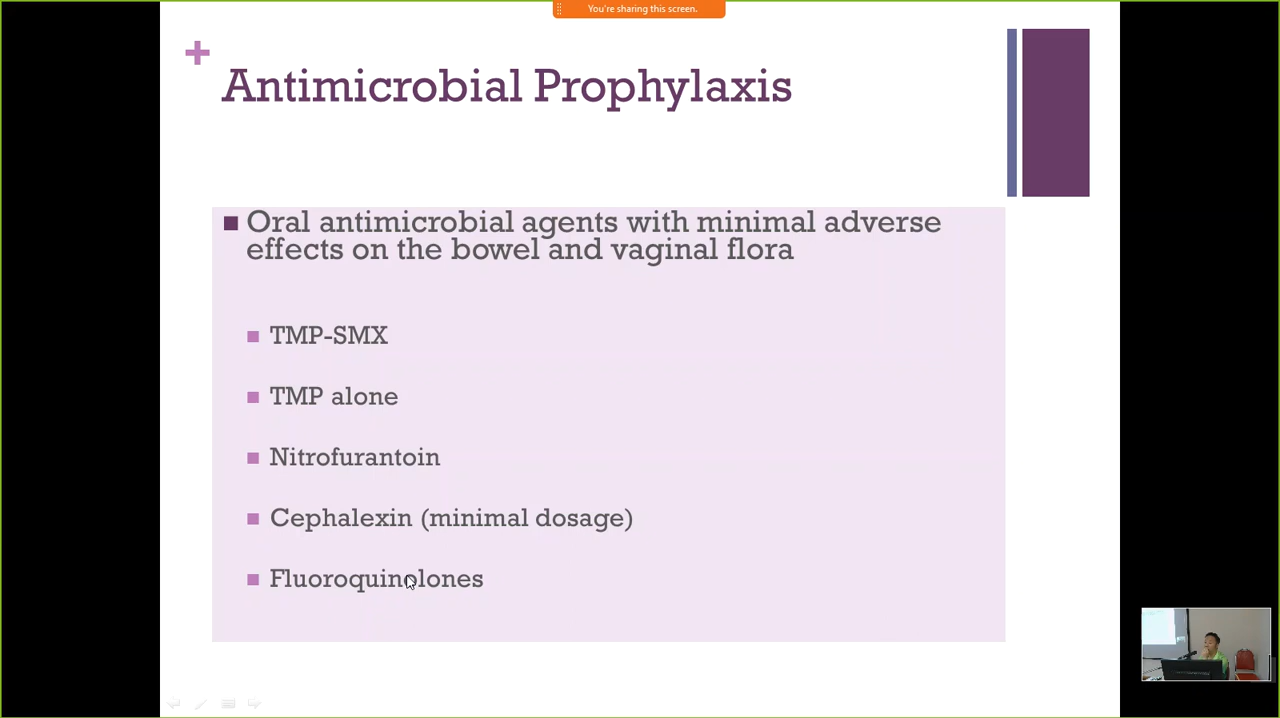 You're sharing this screen.
+
Antimicrobial Prophylaxis
Oral antimicrobial agents with minimal adverse
effects on the bowel and vaginal flora
TMP-SMX
TMP alone
Nitrofurantoin
Cephalexin (minimal dosage)
Fluoroquinolones